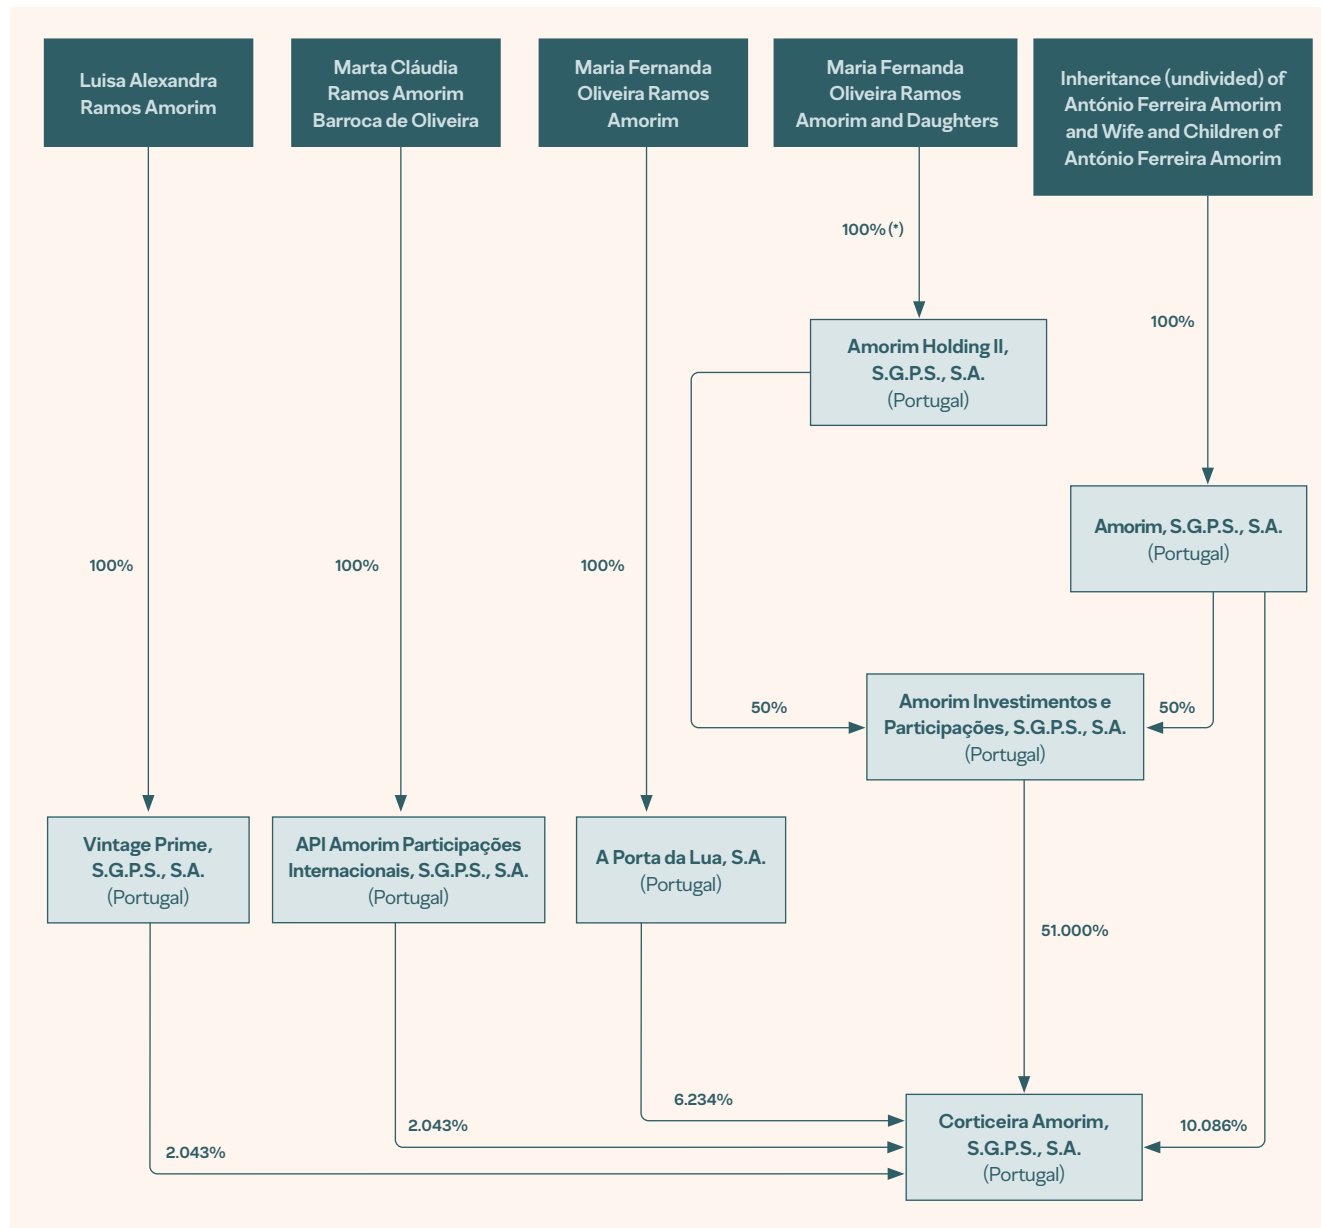 Luisa Alexandra
Ramos Amorim
Marta Cláudia
Ramos Amorim
Barroca de Oliveira
Maria Fernanda
Oliveira Ramos
Amorim
Maria Fernanda
Oliveira Ramos
Amorim and Daughters
Inheritance (undivided) of
António Ferreira Amorim
and Wife and Children of
António Ferreira Amorim
100% (*)
100%
Amorim Holding II,
S.G.P.S., S.A.
(Portugal)
Amorim, S.G.P.S., S.A.
(Portugal)
100%
100%
100%
50%
Amorim Investimentos e
Participações, S.G.P.S., S.A.
(Portugal)
50%
Vintage Prime,
S.G.P.S., S.A.
(Portugal)
API Amorim Participações
Internacionais, S.G.P.S., S.A.
(Portugal)
A Porta da Lua, S.A.
(Portugal)
51.000%
6.234%
2.043%
2.043%
Corticeira Amorim,
S.G.P.S., S.A.
(Portugal)
10.086%